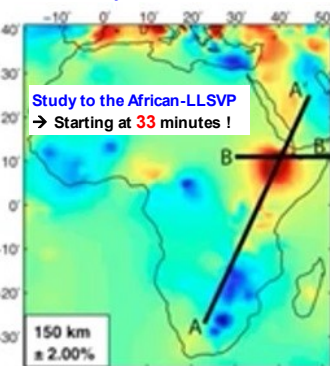 -10° 0° 10° 20° 30° 40° 50
40
30°
Study to the African-LLSVP
→ Starting at 33 minutes !
A'
20°
B B
10°
0°
-10°
-20°
A
-30°
150 km
± 2.00%